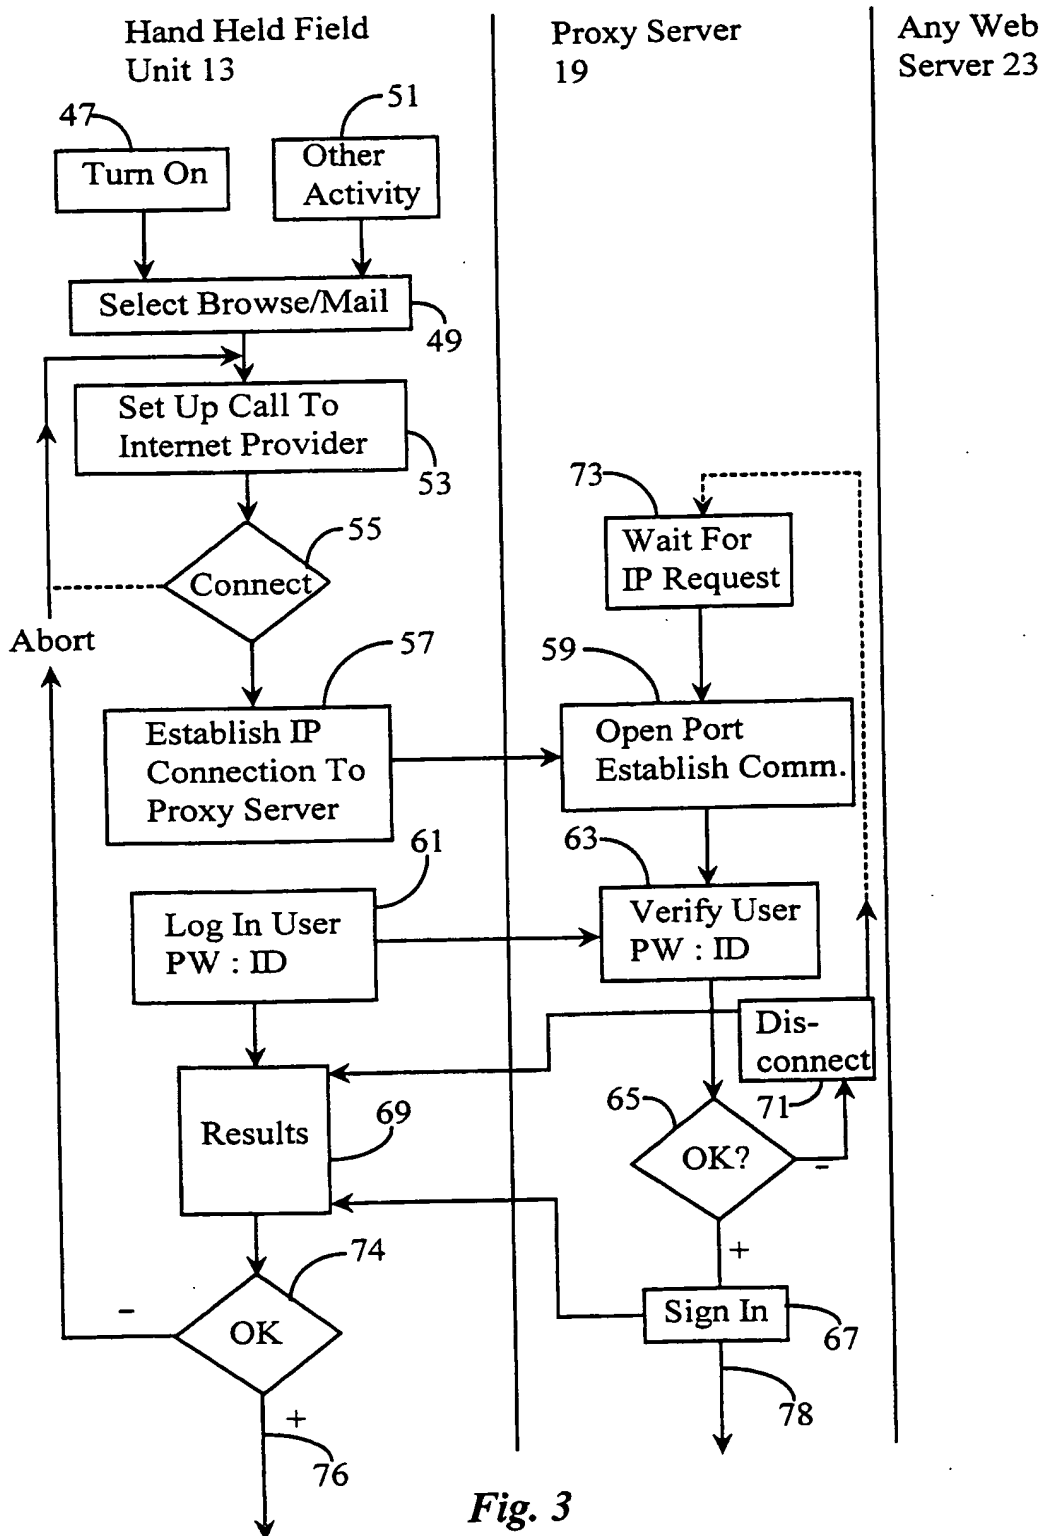 Hand Held Field
Unit 13
Proxy Server
19
Any Web
Server 23
47
51
Turn On
Other
Activity
Select Browse/Mail
49
Set Up Call To
Internet Provider
53
73
55
Wait For
IP Request
Connect
Abort
57
59
Establish IP
Connection To
Proxy Server
Open Port
Establish Comm.
61
63
Log In User
PW : ID
Verify User
PW : ID
Dis-
connect
71
65
69
Results
OK?
-
+
74
-
OK
Sign In
67
+
76
78
Fig. 3